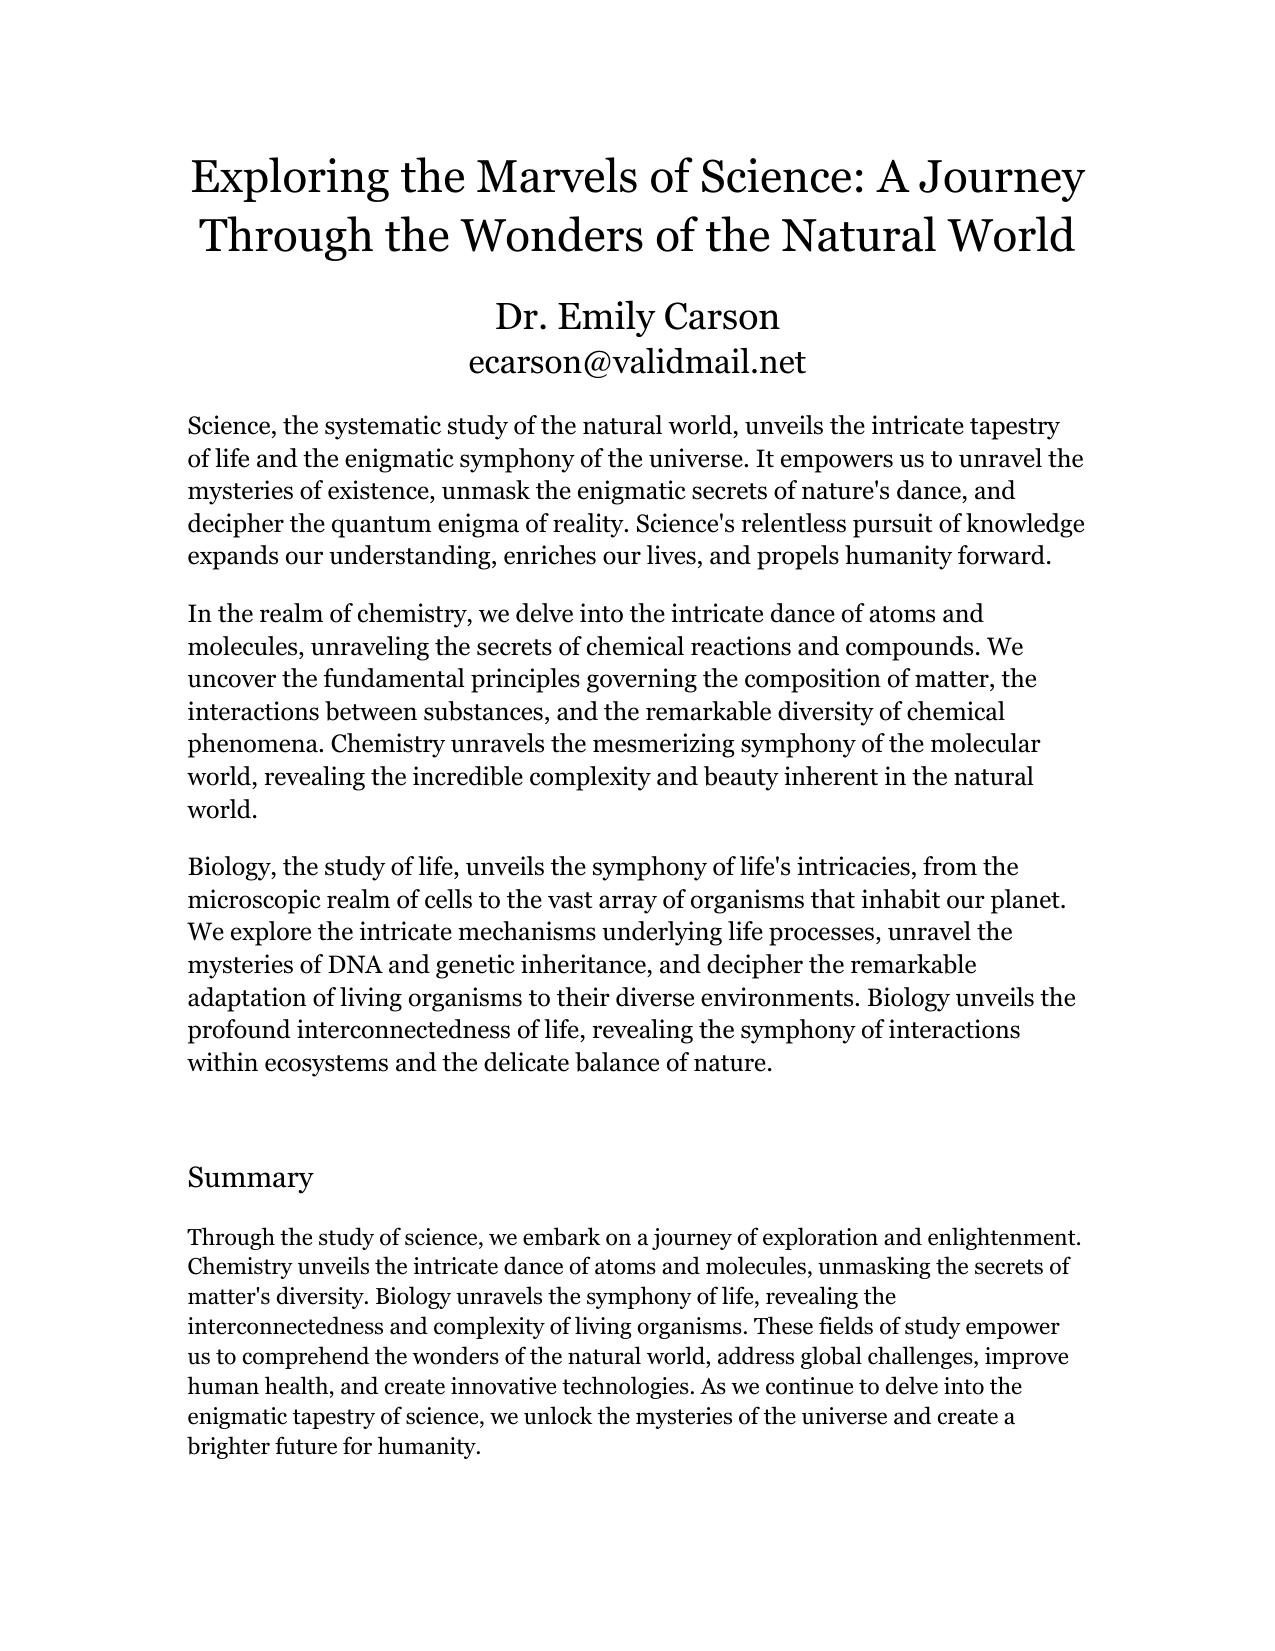 Exploring the Marvels of Science: A Journey
Through the Wonders of the Natural World
Dr. Emily Carson
ecarson@validmail.net
Science, the systematic study of the natural world, unveils the intricate tapestry
of life and the enigmatic symphony of the universe. It empowers us to unravel the
mysteries of existence, unmask the enigmatic secrets of nature's dance, and
decipher the quantum enigma of reality. Science's relentless pursuit of knowledge
expands our understanding, enriches our lives, and propels humanity forward.
In the realm of chemistry, we delve into the intricate dance of atoms and
molecules, unraveling the secrets of chemical reactions and compounds. We
uncover the fundamental principles governing the composition of matter, the
interactions between substances, and the remarkable diversity of chemical
phenomena. Chemistry unravels the mesmerizing symphony of the molecular
world, revealing the incredible complexity and beauty inherent in the natural
world.
Biology, the study of life, unveils the symphony of life's intricacies, from the
microscopic realm of cells to the vast array of organisms that inhabit our planet.
We explore the intricate mechanisms underlying life processes, unravel the
mysteries of DNA and genetic inheritance, and decipher the remarkable
adaptation of living organisms to their diverse environments. Biology unveils the
profound interconnectedness of life, revealing the symphony of interactions
within ecosystems and the delicate balance of nature.
Summary
Through the study of science, we embark on a journey of exploration and enlightenment.
Chemistry unveils the intricate dance of atoms and molecules, unmasking the secrets of
matter's diversity. Biology unravels the symphony of life, revealing the
interconnectedness and complexity of living organisms. These fields of study empower
us to comprehend the wonders of the natural world, address global challenges, improve
human health, and create innovative technologies. As we continue to delve into the
enigmatic tapestry of science, we unlock the mysteries of the universe and create a
brighter future for humanity.